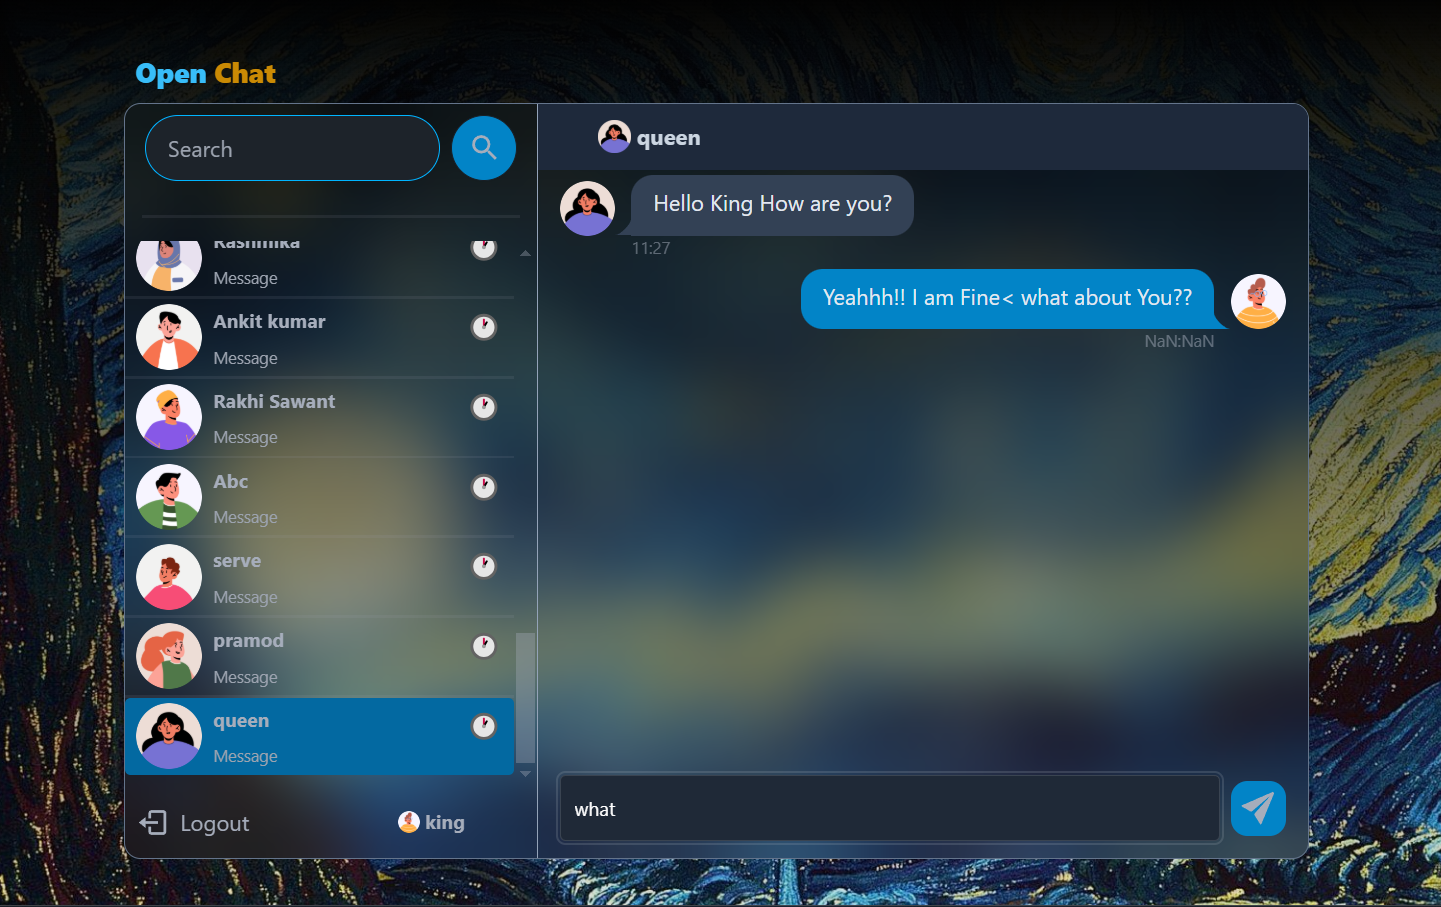 Open Chat
Search
Rashmika
Message
Ankit kumar
Message
Rakhi Sawant
Message
Abc
Message
serve
Message
pramod
Message
queen
Message
Logout
king
queen
Hello King How are you?
11:27
Yeahhh!! I am Fine< what about You??
NaN:NaN
what